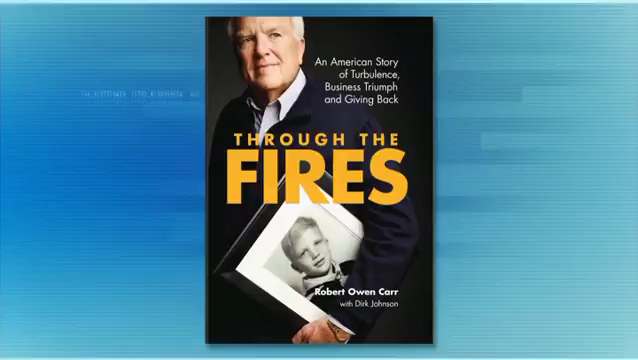 An American Story
of Turbulence,
Business Triumph
and Giving Back
THROUGH THE
FIRES
Robert Owen Carr
with Dirk Johnson